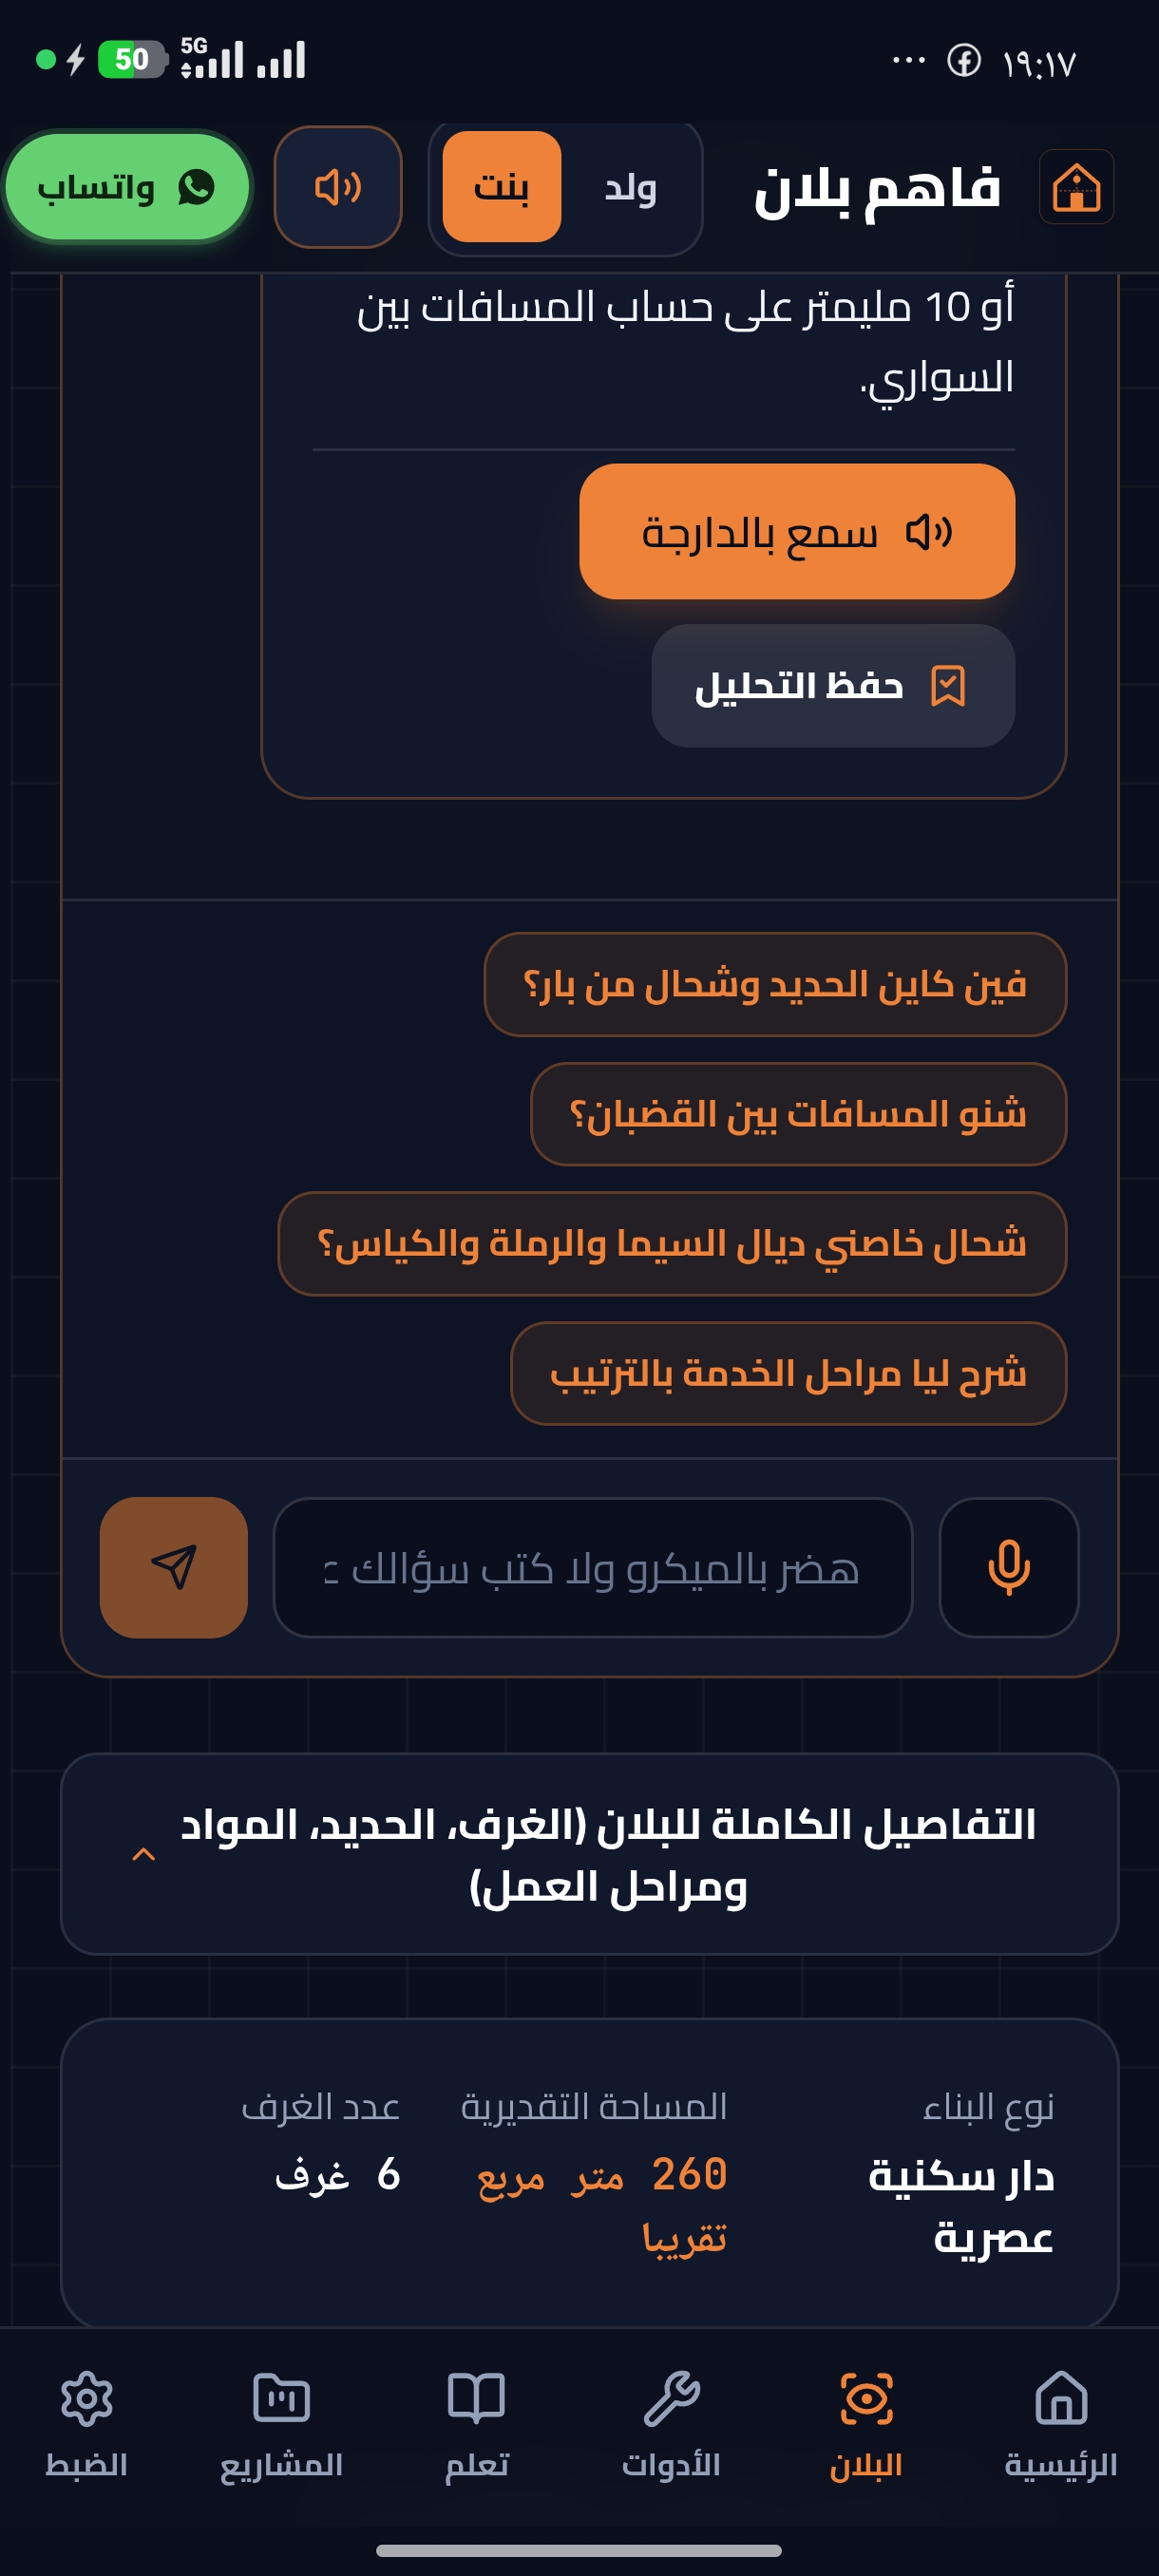 50 5G ... ١٩:١٧
فاهم بلان
ولد
بنت
واتساب
أو 10 مليمتر على حساب المسافات بين
السواري.
سمع بالدارجة
حفظ التحليل
فين كاين الحديد وشحال من بار؟
شنو المسافات بين القضبان؟
شحال خاصني ديال السيما والرملة والكياس؟
شرح ليا مراحل الخدمة بالترتيب
هضر بالميكرو ولا كتب سؤالك ع
التفاصيل الكاملة للبلان (الغرف، الحديد، المواد
ومراحل العمل)
نوع البناء
دار سكنية
عصرية
المساحة التقديرية
260 متر مربع
تقريبا
عدد الغرف
6 غرف
الرئيسية
البلان
الأدوات
تعلم
المشاريع
الضبط